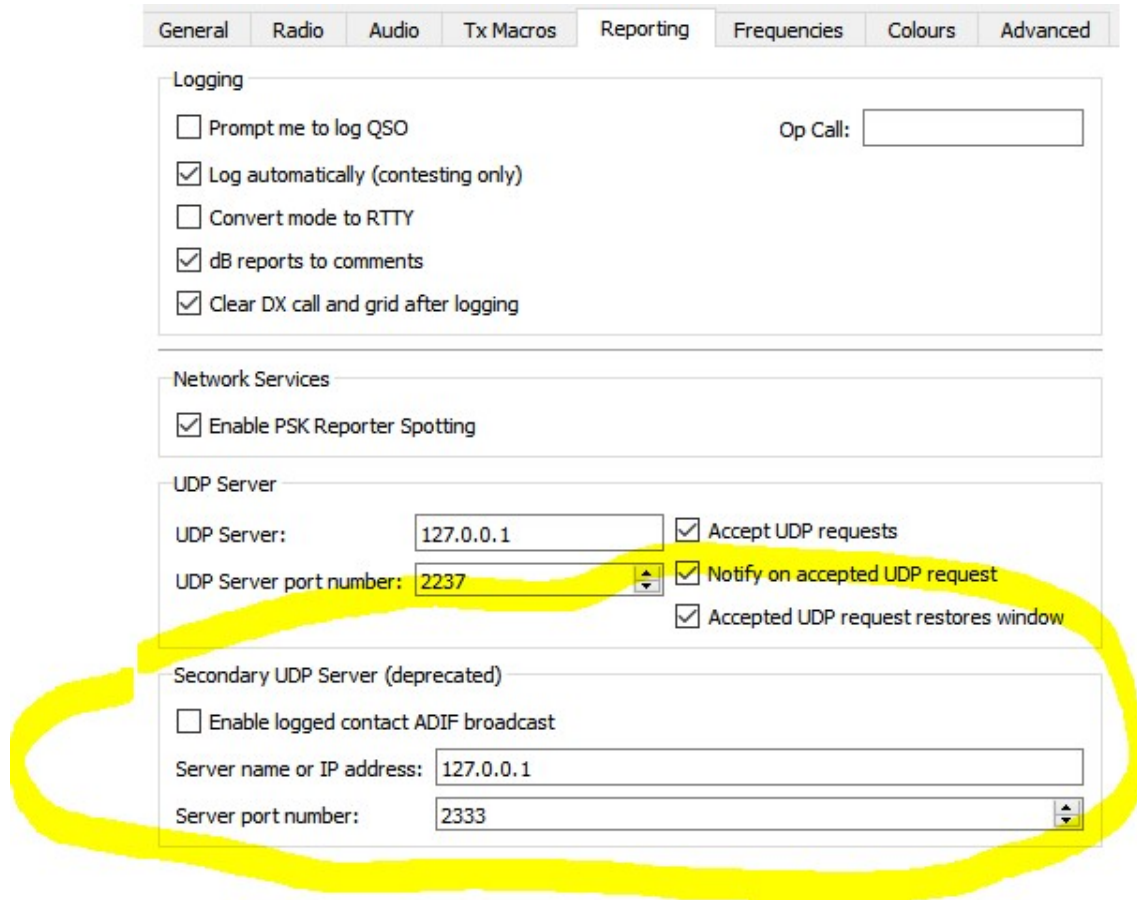 General Radio Audio Tx Macros Reporting Frequencies Colours Advanced
Logging
Prompt me to log QSO Op Call:
Log automatically (contesting only)
Convert mode to RTTY
dB reports to comments
Clear DX call and grid after logging
Network Services
Enable PSK Reporter Spotting
UDP Server
UDP Server: 127.0.0.1 Accept UDP requests
UDP Server port number: 2237 Notify on accepted UDP request
Accepted UDP request restores window
Secondary UDP Server (deprecated)
Enable logged contact ADIF broadcast
Server name or IP address: 127.0.0.1
Server port number: 2333